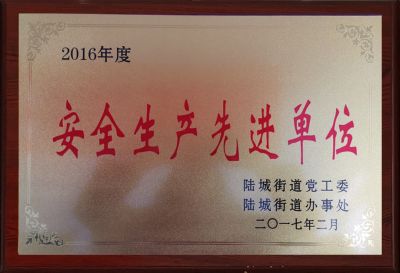 2016年度
安全生产先进单位
陆城街道党工委
陆城街道办事处
二〇一七年二月